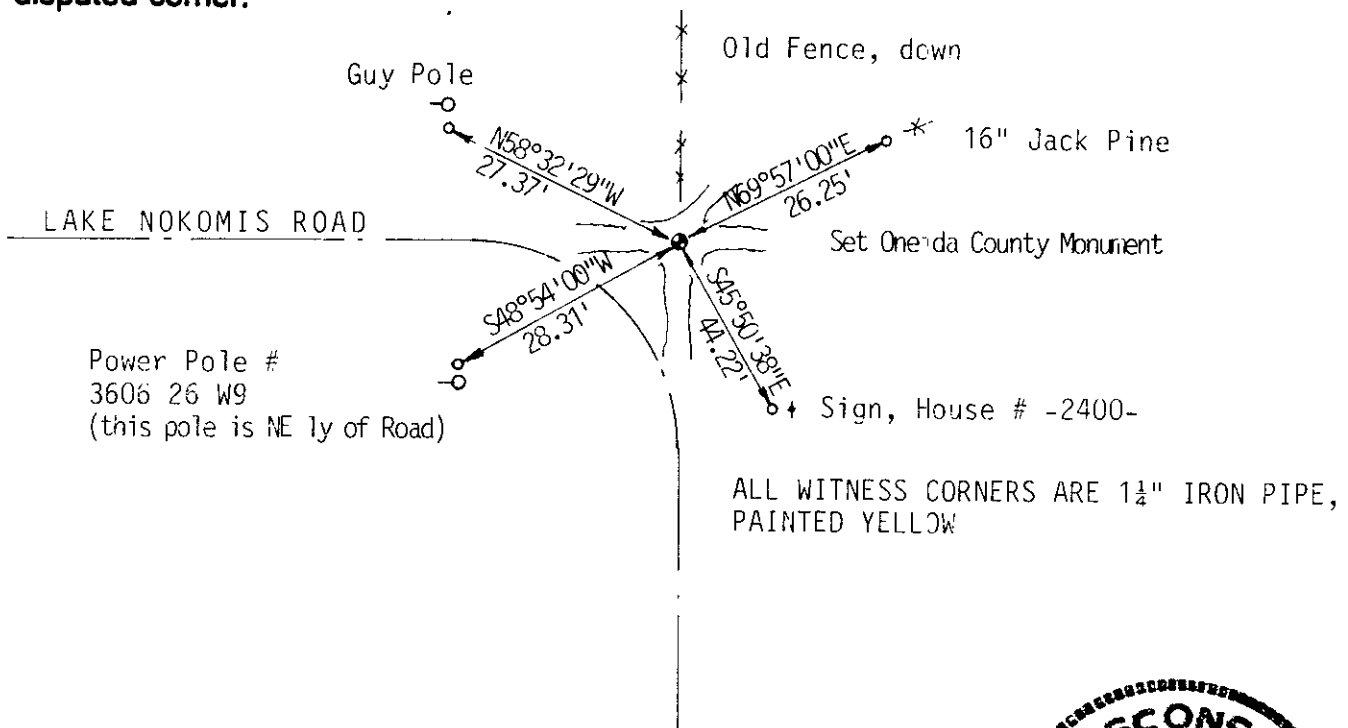 disputed corner.
Old Fence, down
Guy Pole
N58°32'29"W
27.37'
N69°57'00"E
26.25'
16" Jack Pine
LAKE NOKOMIS ROAD
Set Oneida County Monument
S48°54'00"W
28.31'
S45°50'38"E
44.22'
Power Pole #
3606 26 W9
(this pole is NE ly of Road)
Sign, House # -2400-
ALL WITNESS CORNERS ARE 1¼" IRON PIPE,
PAINTED YELLOW